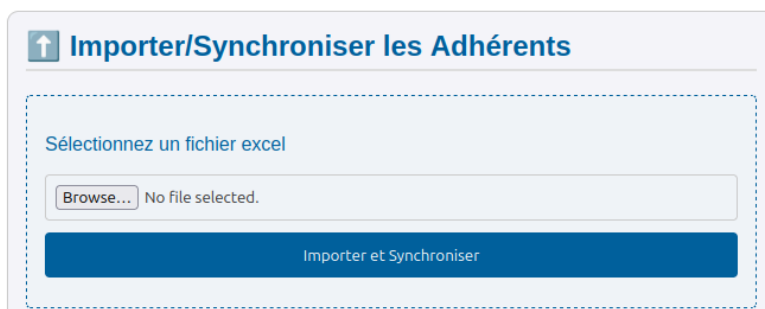 ⬆️ Importer/Synchroniser les Adhérents
Sélectionnez un fichier excel
Browse... No file selected.
Importer et Synchroniser